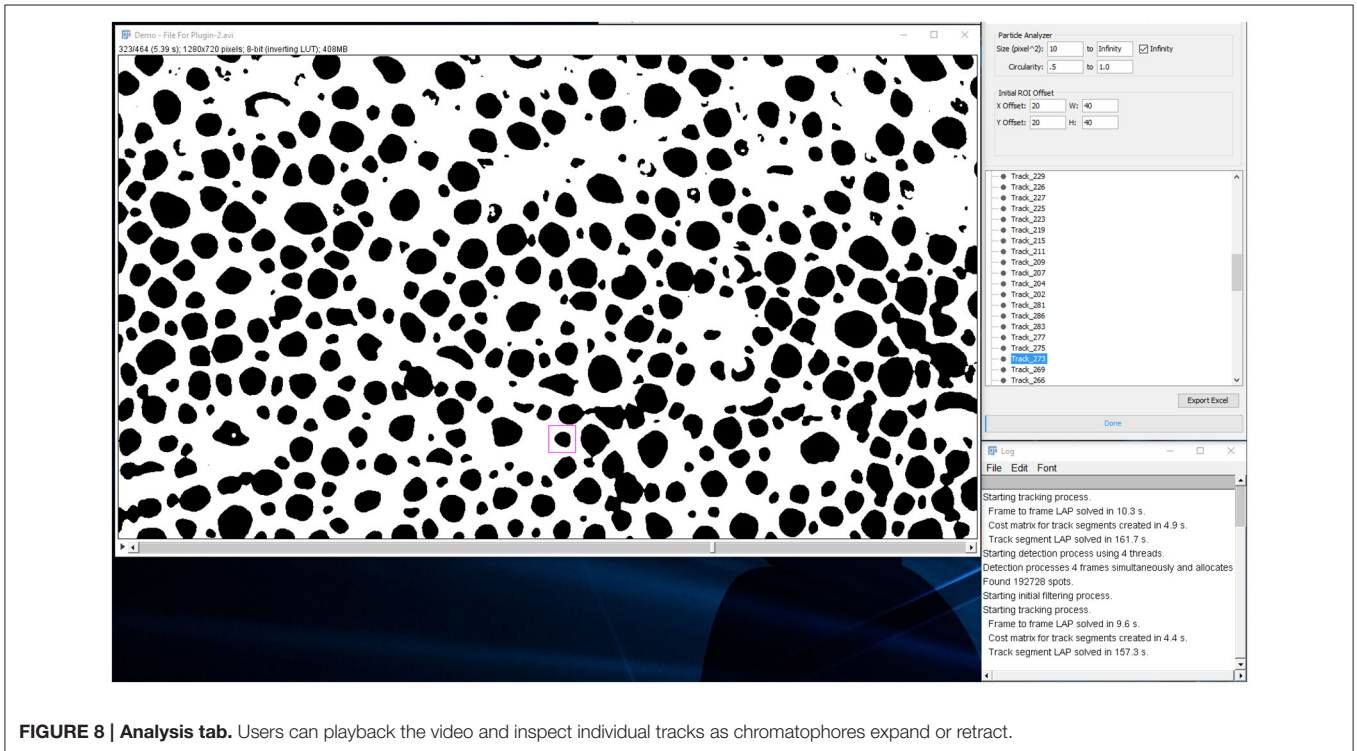 Demo - File For Plugin-2.avi
323/464 (5.39 s); 1280x720 pixels; 8-bit (inverting LUT); 408MB
Particle Analyzer
Size (pixel^2): 10 to Infinity Infinity
Circularity: .5 to 1.0
Initial ROI Offset
X Offset: 20 W: 40
Y Offset: 20 H: 40
Track_229
Track_226
Track_227
Track_225
Track_223
Track_219
Track_215
Track_211
Track_209
Track_207
Track_204
Track_202
Track_281
Track_286
Track_283
Track_277
Track_275
Track_273
Track_269
Track_266
Export Excel
Done
Log
File Edit Font
Starting tracking process.
Frame to frame LAP solved in 10.3 s.
Cost matrix for track segments created in 4.9 s.
Track segment LAP solved in 161.7 s.
Starting detection process using 4 threads.
Detection processes 4 frames simultaneously and allocates
Found 192728 spots.
Starting initial filtering process.
Starting tracking process.
Frame to frame LAP solved in 9.6 s.
Cost matrix for track segments created in 4.4 s.
Track segment LAP solved in 157.3 s.
FIGURE 8 | Analysis tab. Users can playback the video and inspect individual tracks as chromatophores expand or retract.